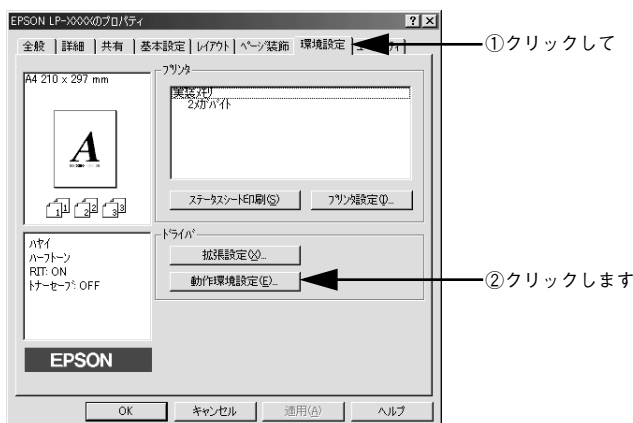 EPSON LP-XXXXのプロパティ
全般 詳細 共有 基本設定 レイアウト ページ装飾 環境設定
①クリックして
A4 210 x 297 mm
A
1 1 2 2 3 3
プリンタ
実装メモリ
2メガバイト
ステータスシート印刷(S) プリンタ設定(I)...
ハヤイ
ハーフトーン
RIT: ON
トナーセーブ: OFF
ドライバ
拡張設定(X)...
動作環境設定(E)...
②クリックします
EPSON
OK キャンセル 適用(A) ヘルプ